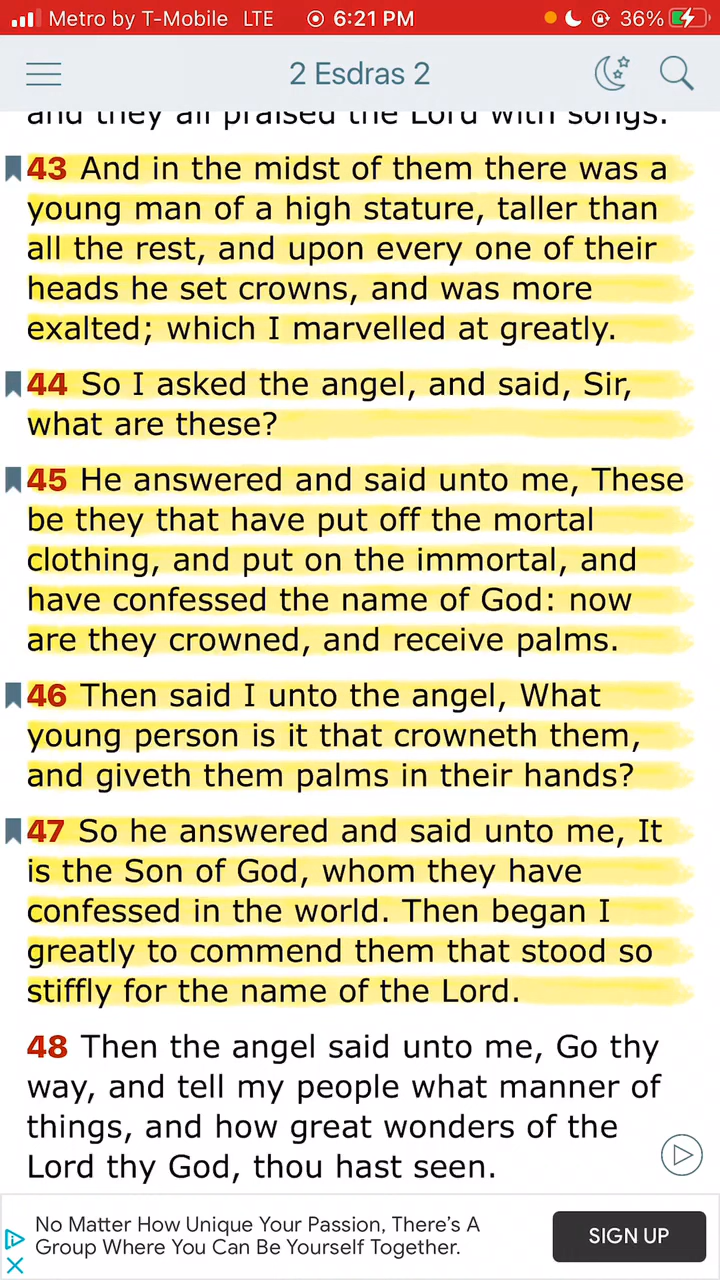 Metro by T-Mobile LTE 6:21 PM 36%
2 Esdras 2
and they all praised the Lord with songs.
43 And in the midst of them there was a
young man of a high stature, taller than
all the rest, and upon every one of their
heads he set crowns, and was more
exalted; which I marvelled at greatly.
44 So I asked the angel, and said, Sir,
what are these?
45 He answered and said unto me, These
be they that have put off the mortal
clothing, and put on the immortal, and
have confessed the name of God: now
are they crowned, and receive palms.
46 Then said I unto the angel, What
young person is it that crowneth them,
and giveth them palms in their hands?
47 So he answered and said unto me, It
is the Son of God, whom they have
confessed in the world. Then began I
greatly to commend them that stood so
stiffly for the name of the Lord.
48 Then the angel said unto me, Go thy
way, and tell my people what manner of
things, and how great wonders of the
Lord thy God, thou hast seen.
No Matter How Unique Your Passion, There's A
Group Where You Can Be Yourself Together.
SIGN UP